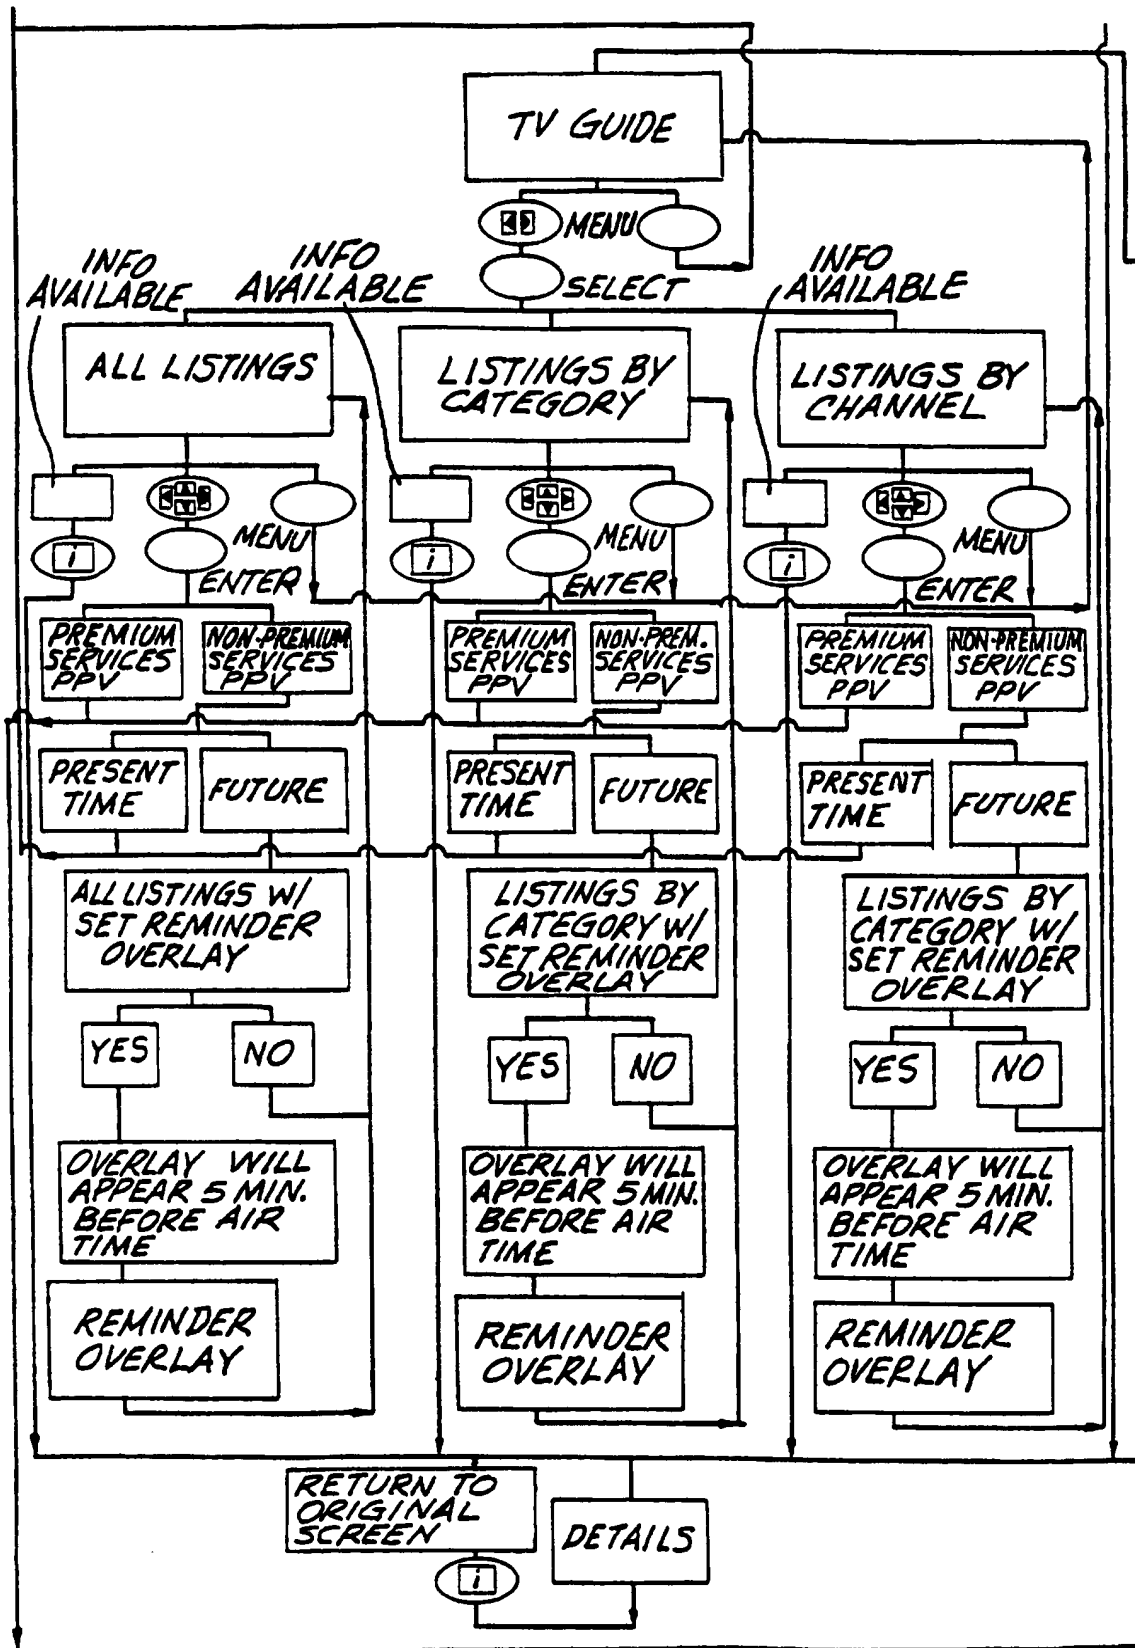 TV GUIDE
MENU
SELECT
INFO
AVAILABLE
INFO
AVAILABLE
INFO
AVAILABLE
ALL LISTINGS
LISTINGS BY
CATEGORY
LISTINGS BY
CHANNEL
i
MENU
ENTER
i
MENU
ENTER
i
MENU
ENTER
PREMIUM
SERVICES
PPV
NON-PREMIUM
SERVICES
PPV
PREMIUM
SERVICES
PPV
NON-PREM.
SERVICES
PPV
PREMIUM
SERVICES
PPV
NON-PREMIUM
SERVICES
PPV
PRESENT
TIME
FUTURE
PRESENT
TIME
FUTURE
PRESENT
TIME
FUTURE
ALL LISTINGS W/
SET REMINDER
OVERLAY
LISTINGS BY
CATEGORY W/
SET REMINDER
OVERLAY
LISTINGS BY
CATEGORY W/
SET REMINDER
OVERLAY
YES
NO
YES
NO
YES
NO
OVERLAY WILL
APPEAR 5 MIN.
BEFORE AIR
TIME
OVERLAY WILL
APPEAR 5 MIN.
BEFORE AIR
TIME
OVERLAY WILL
APPEAR 5 MIN.
BEFORE AIR
TIME
REMINDER
OVERLAY
REMINDER
OVERLAY
REMINDER
OVERLAY
RETURN TO
ORIGINAL
SCREEN
i
DETAILS